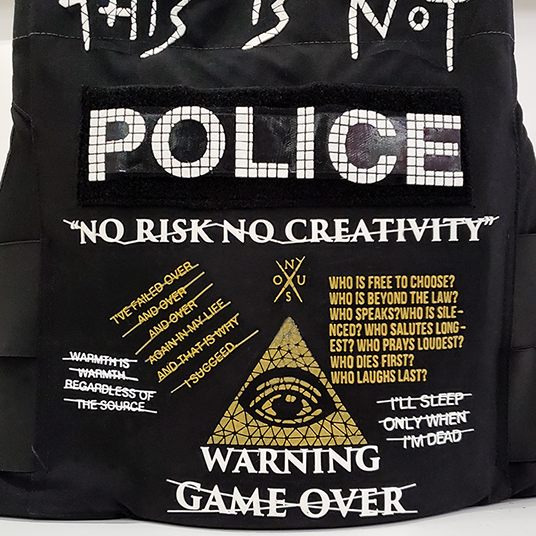 THIS IS NOT
POLICE
"NO RISK NO CREATIVITY"
NY
O US
I'VE FAILED OVER
AND OVER
AND OVER
AGAIN IN MY LIFE
AND THAT IS WHY
I SUCCEED
WHO IS FREE TO CHOOSE?
WHO IS BEYOND THE LAW?
WHO SPEAKS?WHO IS SILE-
NCED? WHO SALUTES LONG-
EST? WHO PRAYS LOUDEST?
WHO DIES FIRST?
WHO LAUGHS LAST?
WARMTH IS
WARMTH
REGARDLESS OF
THE SOURCE
I'LL SLEEP
ONLY WHEN
I'M DEAD
WARNING
GAME OVER